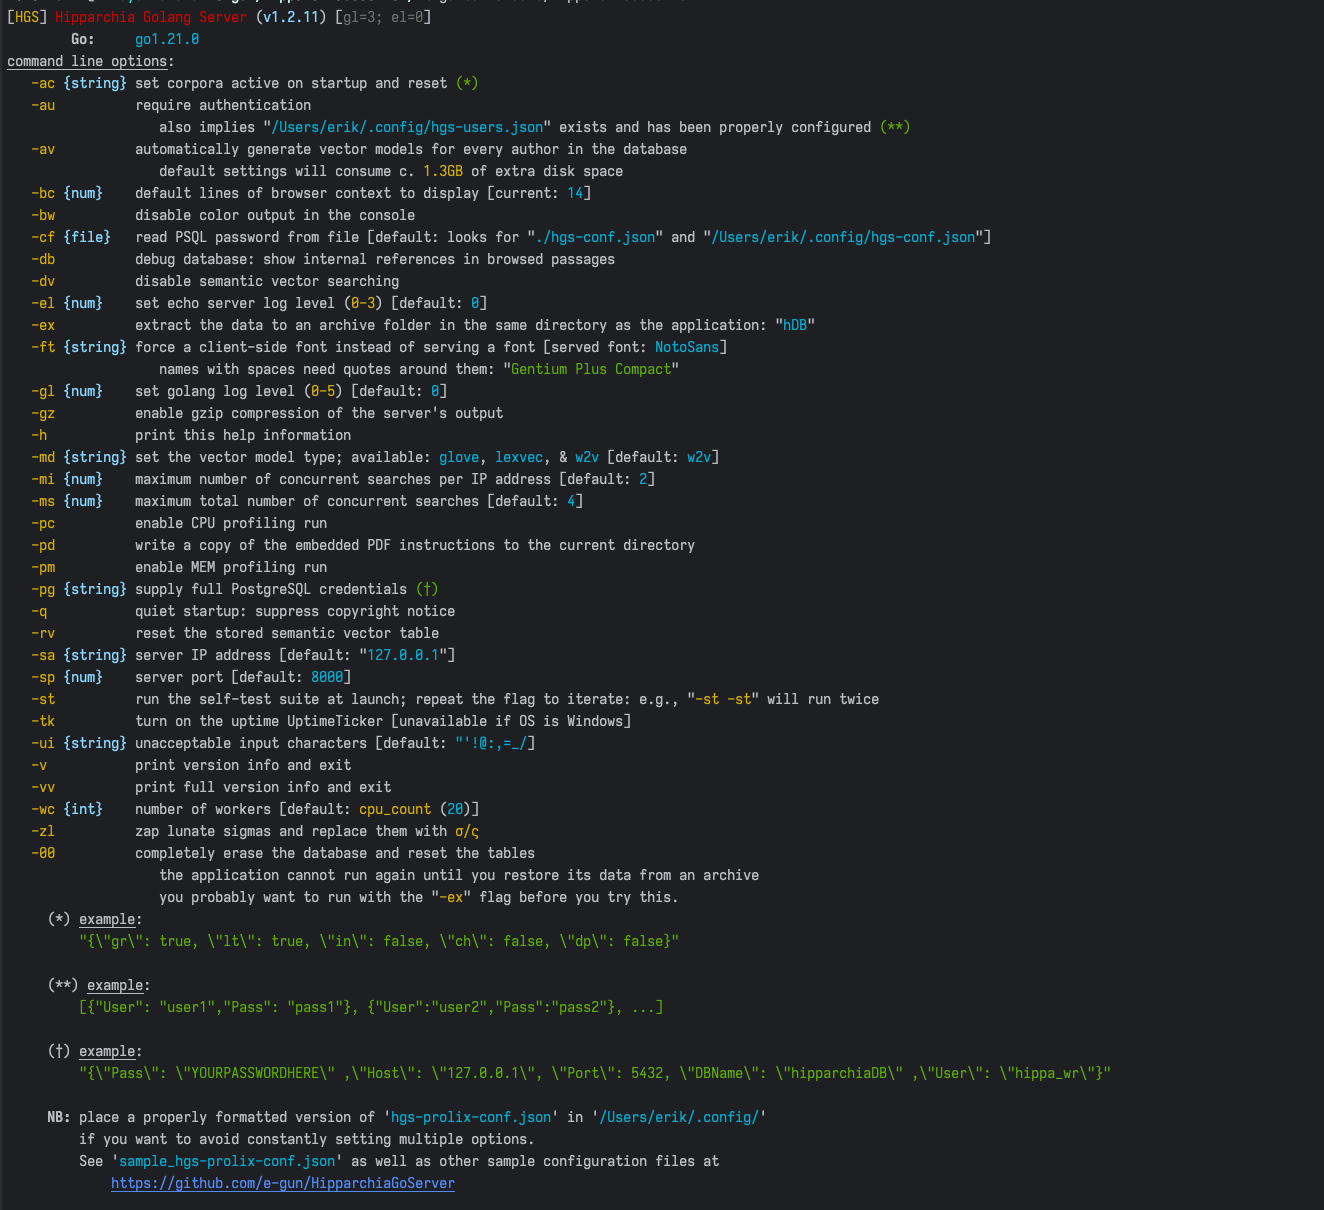 [HGS] Hipparchia Golang Server (v1.2.11) [gl=3; el=0]
Go: go1.21.0
command line options:
-ac {string} set corpora active on startup and reset (*)
-au require authentication
also implies "/Users/erik/.config/hgs-users.json" exists and has been properly configured (**)
-av automatically generate vector models for every author in the database
default settings will consume c. 1.3GB of extra disk space
-bc {num} default lines of browser context to display [current: 14]
-bw disable color output in the console
-cf {file} read PSQL password from file [default: looks for "./hgs-conf.json" and "/Users/erik/.config/hgs-conf.json"]
-db debug database: show internal references in browsed passages
-dv disable semantic vector searching
-el {num} set echo server log level (0-3) [default: 0]
-ex extract the data to an archive folder in the same directory as the application: "hDB"
-ft {string} force a client-side font instead of serving a font [served font: NotoSans]
names with spaces need quotes around them: "Gentium Plus Compact"
-gl {num} set golang log level (0-5) [default: 0]
-gz enable gzip compression of the server's output
-h print this help information
-md {string} set the vector model type; available: glove, lexvec, & w2v [default: w2v]
-mi {num} maximum number of concurrent searches per IP address [default: 2]
-ms {num} maximum total number of concurrent searches [default: 4]
-pc enable CPU profiling run
-pd write a copy of the embedded PDF instructions to the current directory
-pm enable MEM profiling run
-pg {string} supply full PostgreSQL credentials (†)
-q quiet startup: suppress copyright notice
-rv reset the stored semantic vector table
-sa {string} server IP address [default: "127.0.0.1"]
-sp {num} server port [default: 8000]
-st run the self-test suite at launch; repeat the flag to iterate: e.g., "-st -st" will run twice
-tk turn on the uptime UptimeTicker [unavailable if OS is Windows]
-ui {string} unacceptable input characters [default: "'!@:,=_/]
-v print version info and exit
-vv print full version info and exit
-wc {int} number of workers [default: cpu_count (20)]
-zl zap lunate sigmas and replace them with σ/ς
-00 completely erase the database and reset the tables
the application cannot run again until you restore its data from an archive
you probably want to run with the "-ex" flag before you try this.
(*) example:
"{\"gr\": true, \"lt\": true, \"in\": false, \"ch\": false, \"dp\": false}"
(**) example:
[{"User": "user1","Pass": "pass1"}, {"User":"user2","Pass":"pass2"}, ...]
(†) example:
"{\"Pass\": \"YOURPASSWORDHERE\" ,\"Host\": \"127.0.0.1\", \"Port\": 5432, \"DBName\": \"hipparchiaDB\" ,\"User\": \"hippa_wr\"}"
NB: place a properly formatted version of 'hgs-prolix-conf.json' in '/Users/erik/.config/'
if you want to avoid constantly setting multiple options.
See 'sample_hgs-prolix-conf.json' as well as other sample configuration files at
https://github.com/e-gun/HipparchiaGoServer